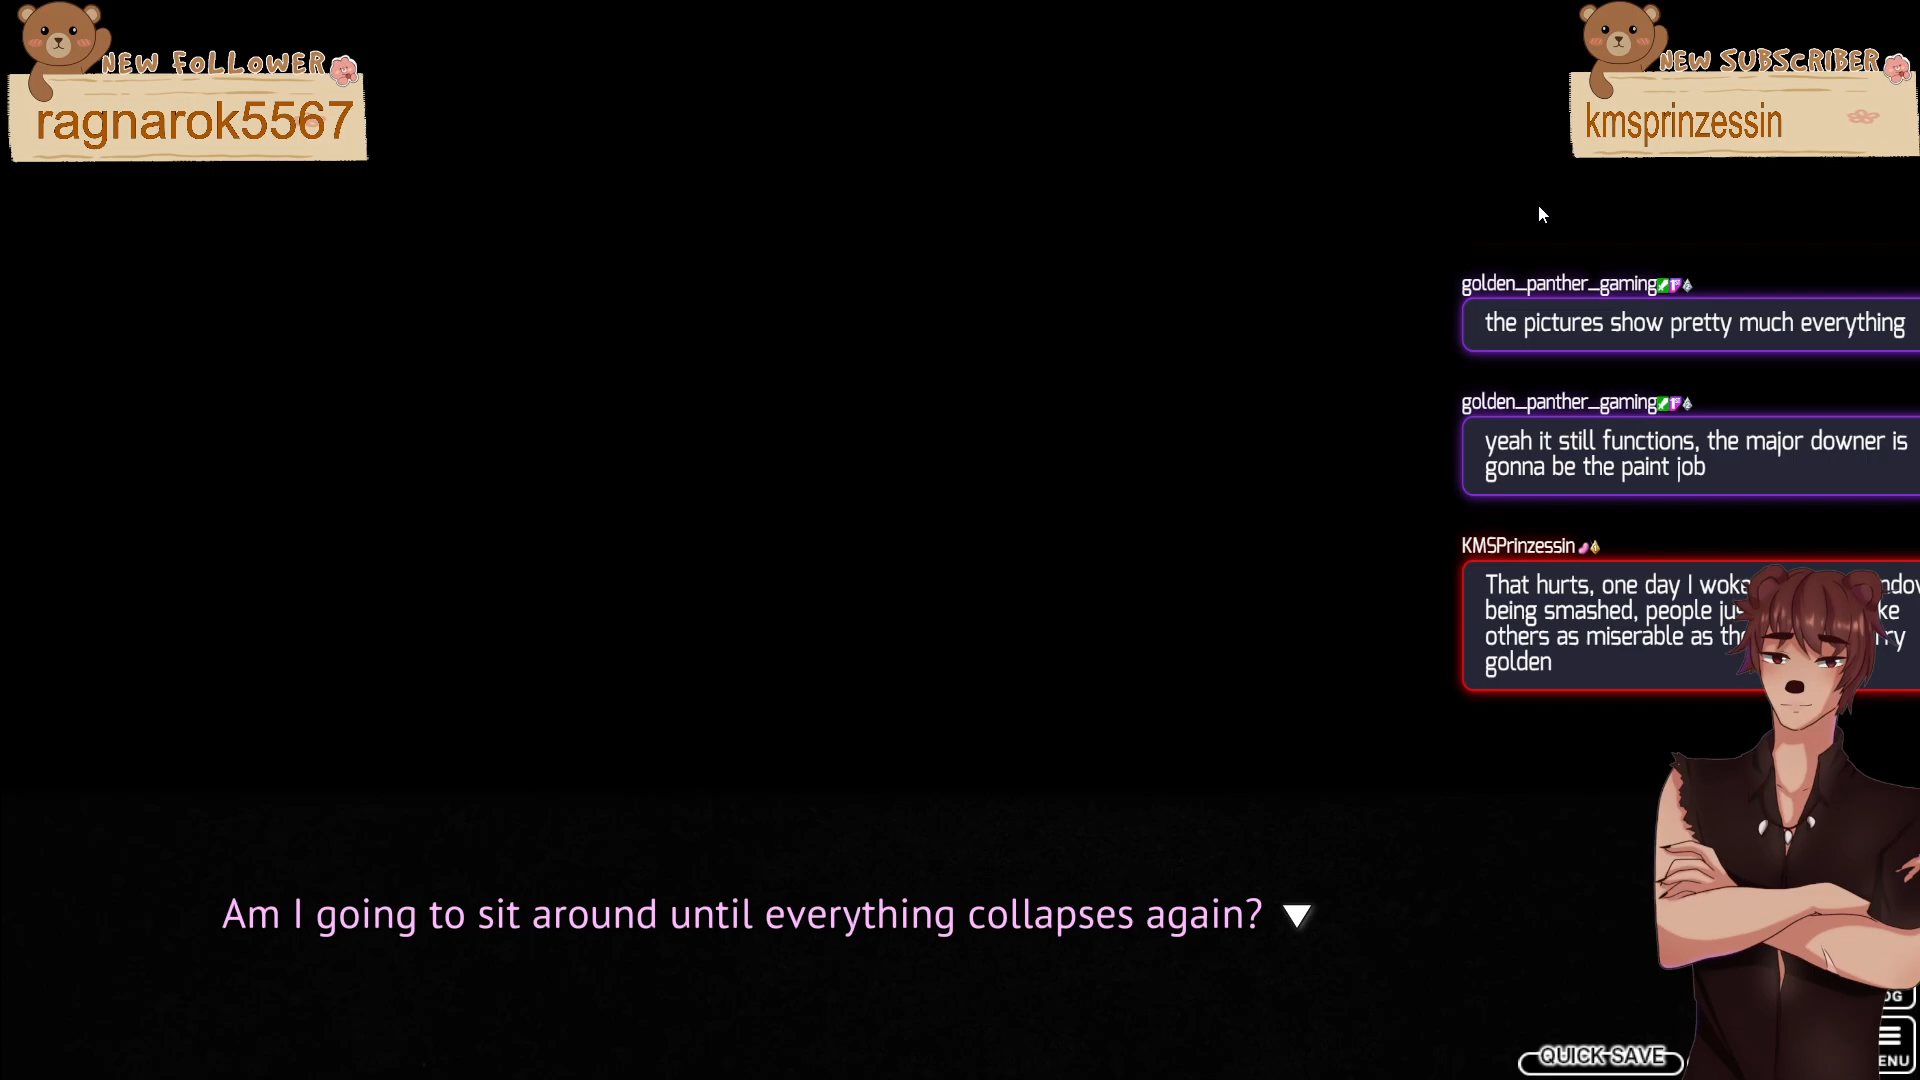 NEW FOLLOWER
ragnarok5567
NEW SUBSCRIBER
kmsprinzessin
golden_panther_gaming
the pictures show pretty much everything
golden_panther_gaming
yeah it still functions, the major downer is
gonna be the paint job
KMSPrinzessin
That hurts, one day I woke
being smashed, people
others as miserable as
golden
Am I going to sit around until everything collapses again?
QUICK SAVE